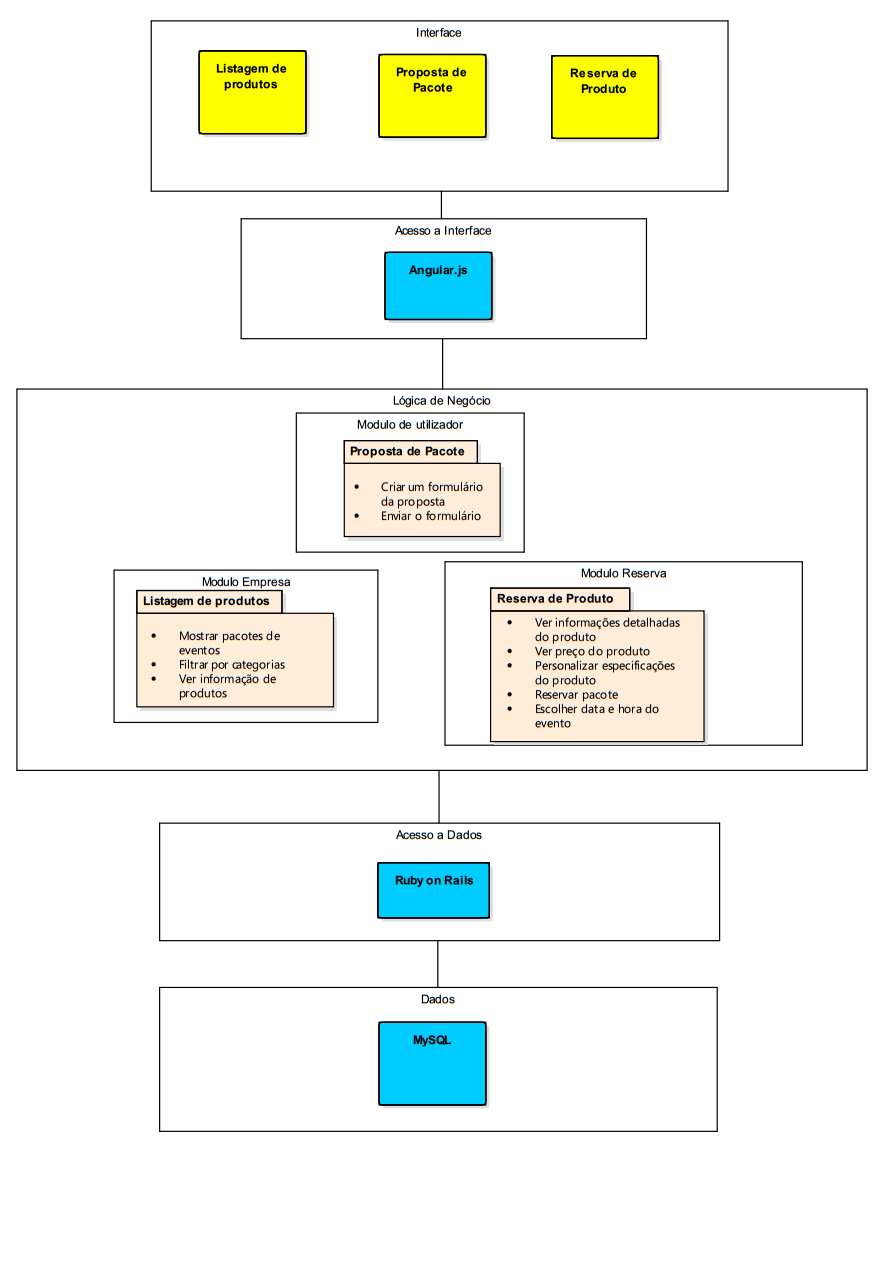 Interface
Listagem de
produtos
Proposta de
Pacote
Reserva de
Produto
Acesso a Interface
Angular.js
Lógica de Negócio
Modulo de utilizador
Proposta de Pacote
• Criar um formulário
da proposta
• Enviar o formulário
Modulo Empresa
Listagem de produtos
• Mostrar pacotes de
eventos
• Filtrar por categorias
• Ver informação de
produtos
Modulo Reserva
Reserva de Produto
• Ver informações detalhadas
do produto
• Ver preço do produto
• Personalizar especificações
do produto
• Reservar pacote
• Escolher data e hora do
evento
Acesso a Dados
Ruby on Rails
Dados
MySQL